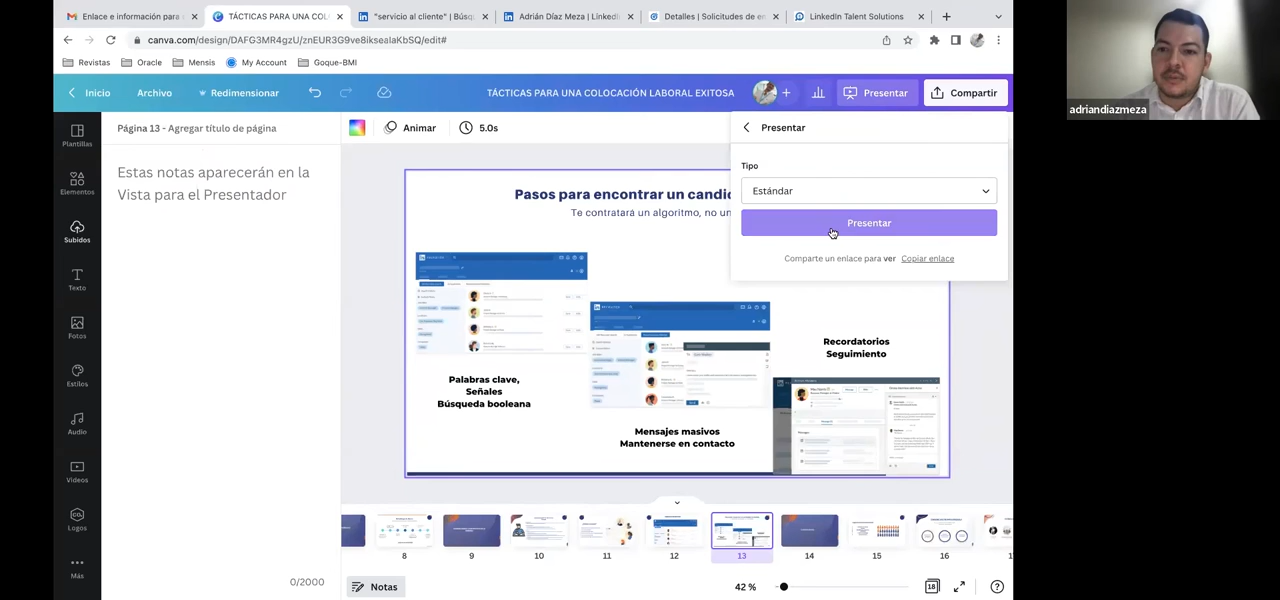 Enlace e información para
TÁCTICAS PARA UNA COL
"servicio al cliente" | Búsq
Adrián Díaz Meza | LinkedIn
Detalles | Solicitudes de en
LinkedIn Talent Solutions
canva.com/design/DAFG3MR4gzU/znEUR3G9ve8iksealaKbSQ/edit#
Revistas
Oracle
Mensis
My Account
Goque-BMI
Inicio
Archivo
Redimensionar
TÁCTICAS PARA UNA COLOCACIÓN LABORAL EXITOSA
Presentar
Compartir
adriandiazmeza
Plantillas
Elementos
Subidos
Texto
Fotos
Estilos
Audio
Videos
Logos
Más
Página 13 - Agregar título de página
Estas notas aparecerán en la
Vista para el Presentador
0/2000
Animar
5.0s
Presentar
Tipo
Estándar
Presentar
Comparte un enlace para ver Copiar enlace
Pasos para encontrar un candi
Te contratará un algoritmo, no un
Palabras clave,
Señales
Búsqueda booleana
Mensajes masivos
Mantenerse en contacto
Recordatorios
Seguimiento
8
9
10
11
12
13
14
15
16
Notas
42 %
18